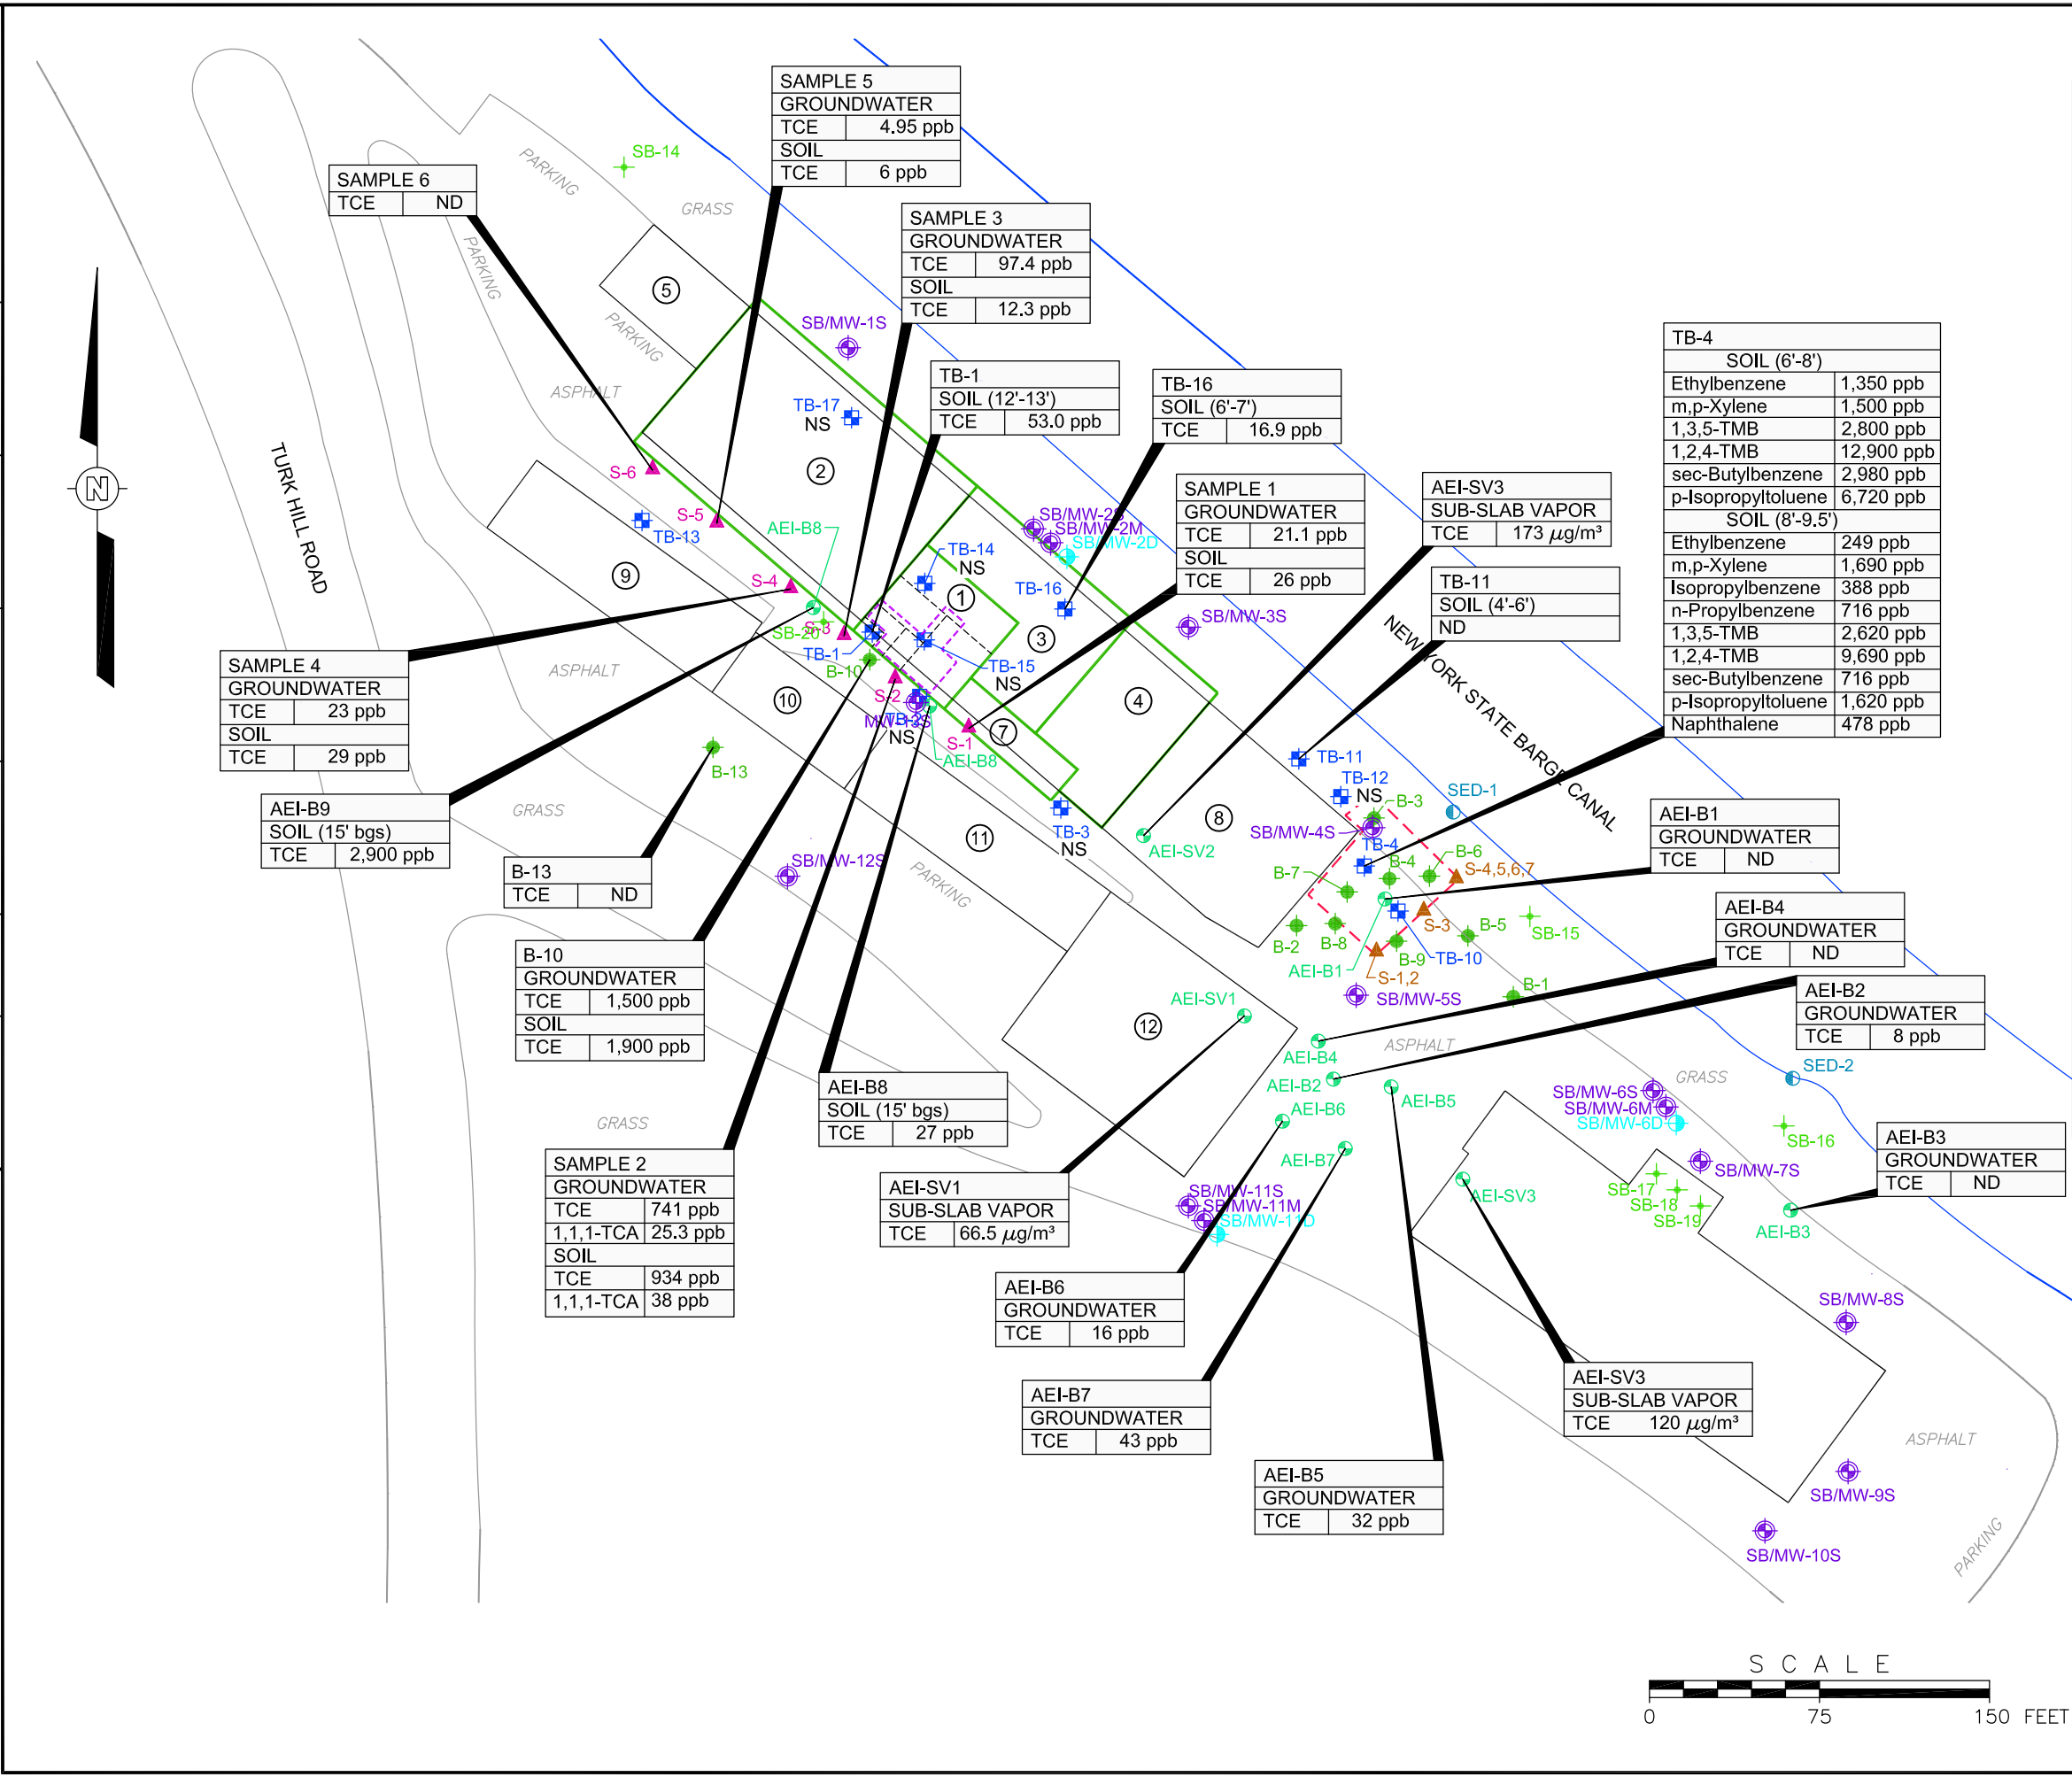 SAMPLE 5
GROUNDWATER
TCE 4.95 ppb
SOIL
TCE 6 ppb
SB-14
PARKING
GRASS
SAMPLE 6
TCE ND
SAMPLE 3
GROUNDWATER
TCE 97.4 ppb
SOIL
TCE 12.3 ppb
PARKING
5
PARKING
SB/MW-1S
ASPHALT
TB-17
NS
TB-1
SOIL (12'-13')
TCE 53.0 ppb
TB-16
SOIL (6'-7')
TCE 16.9 ppb
TB-4
SOIL (6'-8')
Ethylbenzene 1,350 ppb
m,p-Xylene 1,500 ppb
1,3,5-TMB 2,800 ppb
1,2,4-TMB 12,900 ppb
sec-Butylbenzene 2,980 ppb
p-Isopropyltoluene 6,720 ppb
SOIL (8'-9.5')
Ethylbenzene 249 ppb
m,p-Xylene 1,690 ppb
Isopropylbenzene 388 ppb
n-Propylbenzene 716 ppb
1,3,5-TMB 2,620 ppb
1,2,4-TMB 9,690 ppb
sec-Butylbenzene 716 ppb
p-Isopropyltoluene 1,620 ppb
Naphthalene 478 ppb
N
TURK HILL ROAD
S-6
2
S-5
TB-13
AEI-B8
SAMPLE 1
GROUNDWATER
TCE 21.1 ppb
SOIL
TCE 26 ppb
AEI-SV3
SUB-SLAB VAPOR
TCE 173 µg/m³
SB/MW-2S
SB/MW-2M
SB/MW-2D
TB-11
SOIL (4'-6')
ND
9
S-4
TB-14
NS
TB-16
1
SB-20
S-3
3
SB/MW-3S
NEW YORK STATE BARGE CANAL
TB-1
TB-15
NS
B-10
SAMPLE 4
GROUNDWATER
TCE 23 ppb
SOIL
TCE 29 ppb
ASPHALT
10
S-2
MW-13S
TB-2
NS
7
4
S-1
AEI-B8
B-13
TB-11
TB-12
NS
AEI-B9
SOIL (15' bgs)
TCE 2,900 ppb
GRASS
11
TB-3
NS
8
B-3
SED-1
AEI-B1
GROUNDWATER
TCE ND
SB/MW-4S
AEI-SV2
TB-4
B-4
B-6
S-4,5,6,7
B-7
B-13
TCE ND
SB/MW-12S
PARKING
AEI-B4
GROUNDWATER
TCE ND
S-3
B-5
SB-15
B-2
B-8
B-9
TB-10
AEI-B1
S-1,2
B-10
GROUNDWATER
TCE 1,500 ppb
SOIL
TCE 1,900 ppb
AEI-SV1
SB/MW-5S
B-1
AEI-B2
GROUNDWATER
TCE 8 ppb
12
ASPHALT
AEI-B4
AEI-B2
AEI-B5
GRASS
SED-2
AEI-B8
SOIL (15' bgs)
TCE 27 ppb
AEI-B6
SB/MW-6S
SB/MW-6M
SB/MW-6D
GRASS
SB-16
AEI-B3
GROUNDWATER
TCE ND
AEI-B7
SAMPLE 2
GROUNDWATER
TCE 741 ppb
1,1,1-TCA 25.3 ppb
SOIL
TCE 934 ppb
1,1,1-TCA 38 ppb
AEI-SV1
SUB-SLAB VAPOR
TCE 66.5 µg/m³
SB/MW-11S
SB/MW-11M
SB/MW-11D
AEI-SV3
SB/MW-7S
SB-17
SB-18
SB-19
AEI-B3
AEI-B6
GROUNDWATER
TCE 16 ppb
SB/MW-8S
AEI-B7
GROUNDWATER
TCE 43 ppb
AEI-SV3
SUB-SLAB VAPOR
TCE 120 µg/m³
ASPHALT
AEI-B5
GROUNDWATER
TCE 32 ppb
SB/MW-9S
SB/MW-10S
PARKING
SCALE
0 75 150 FEET